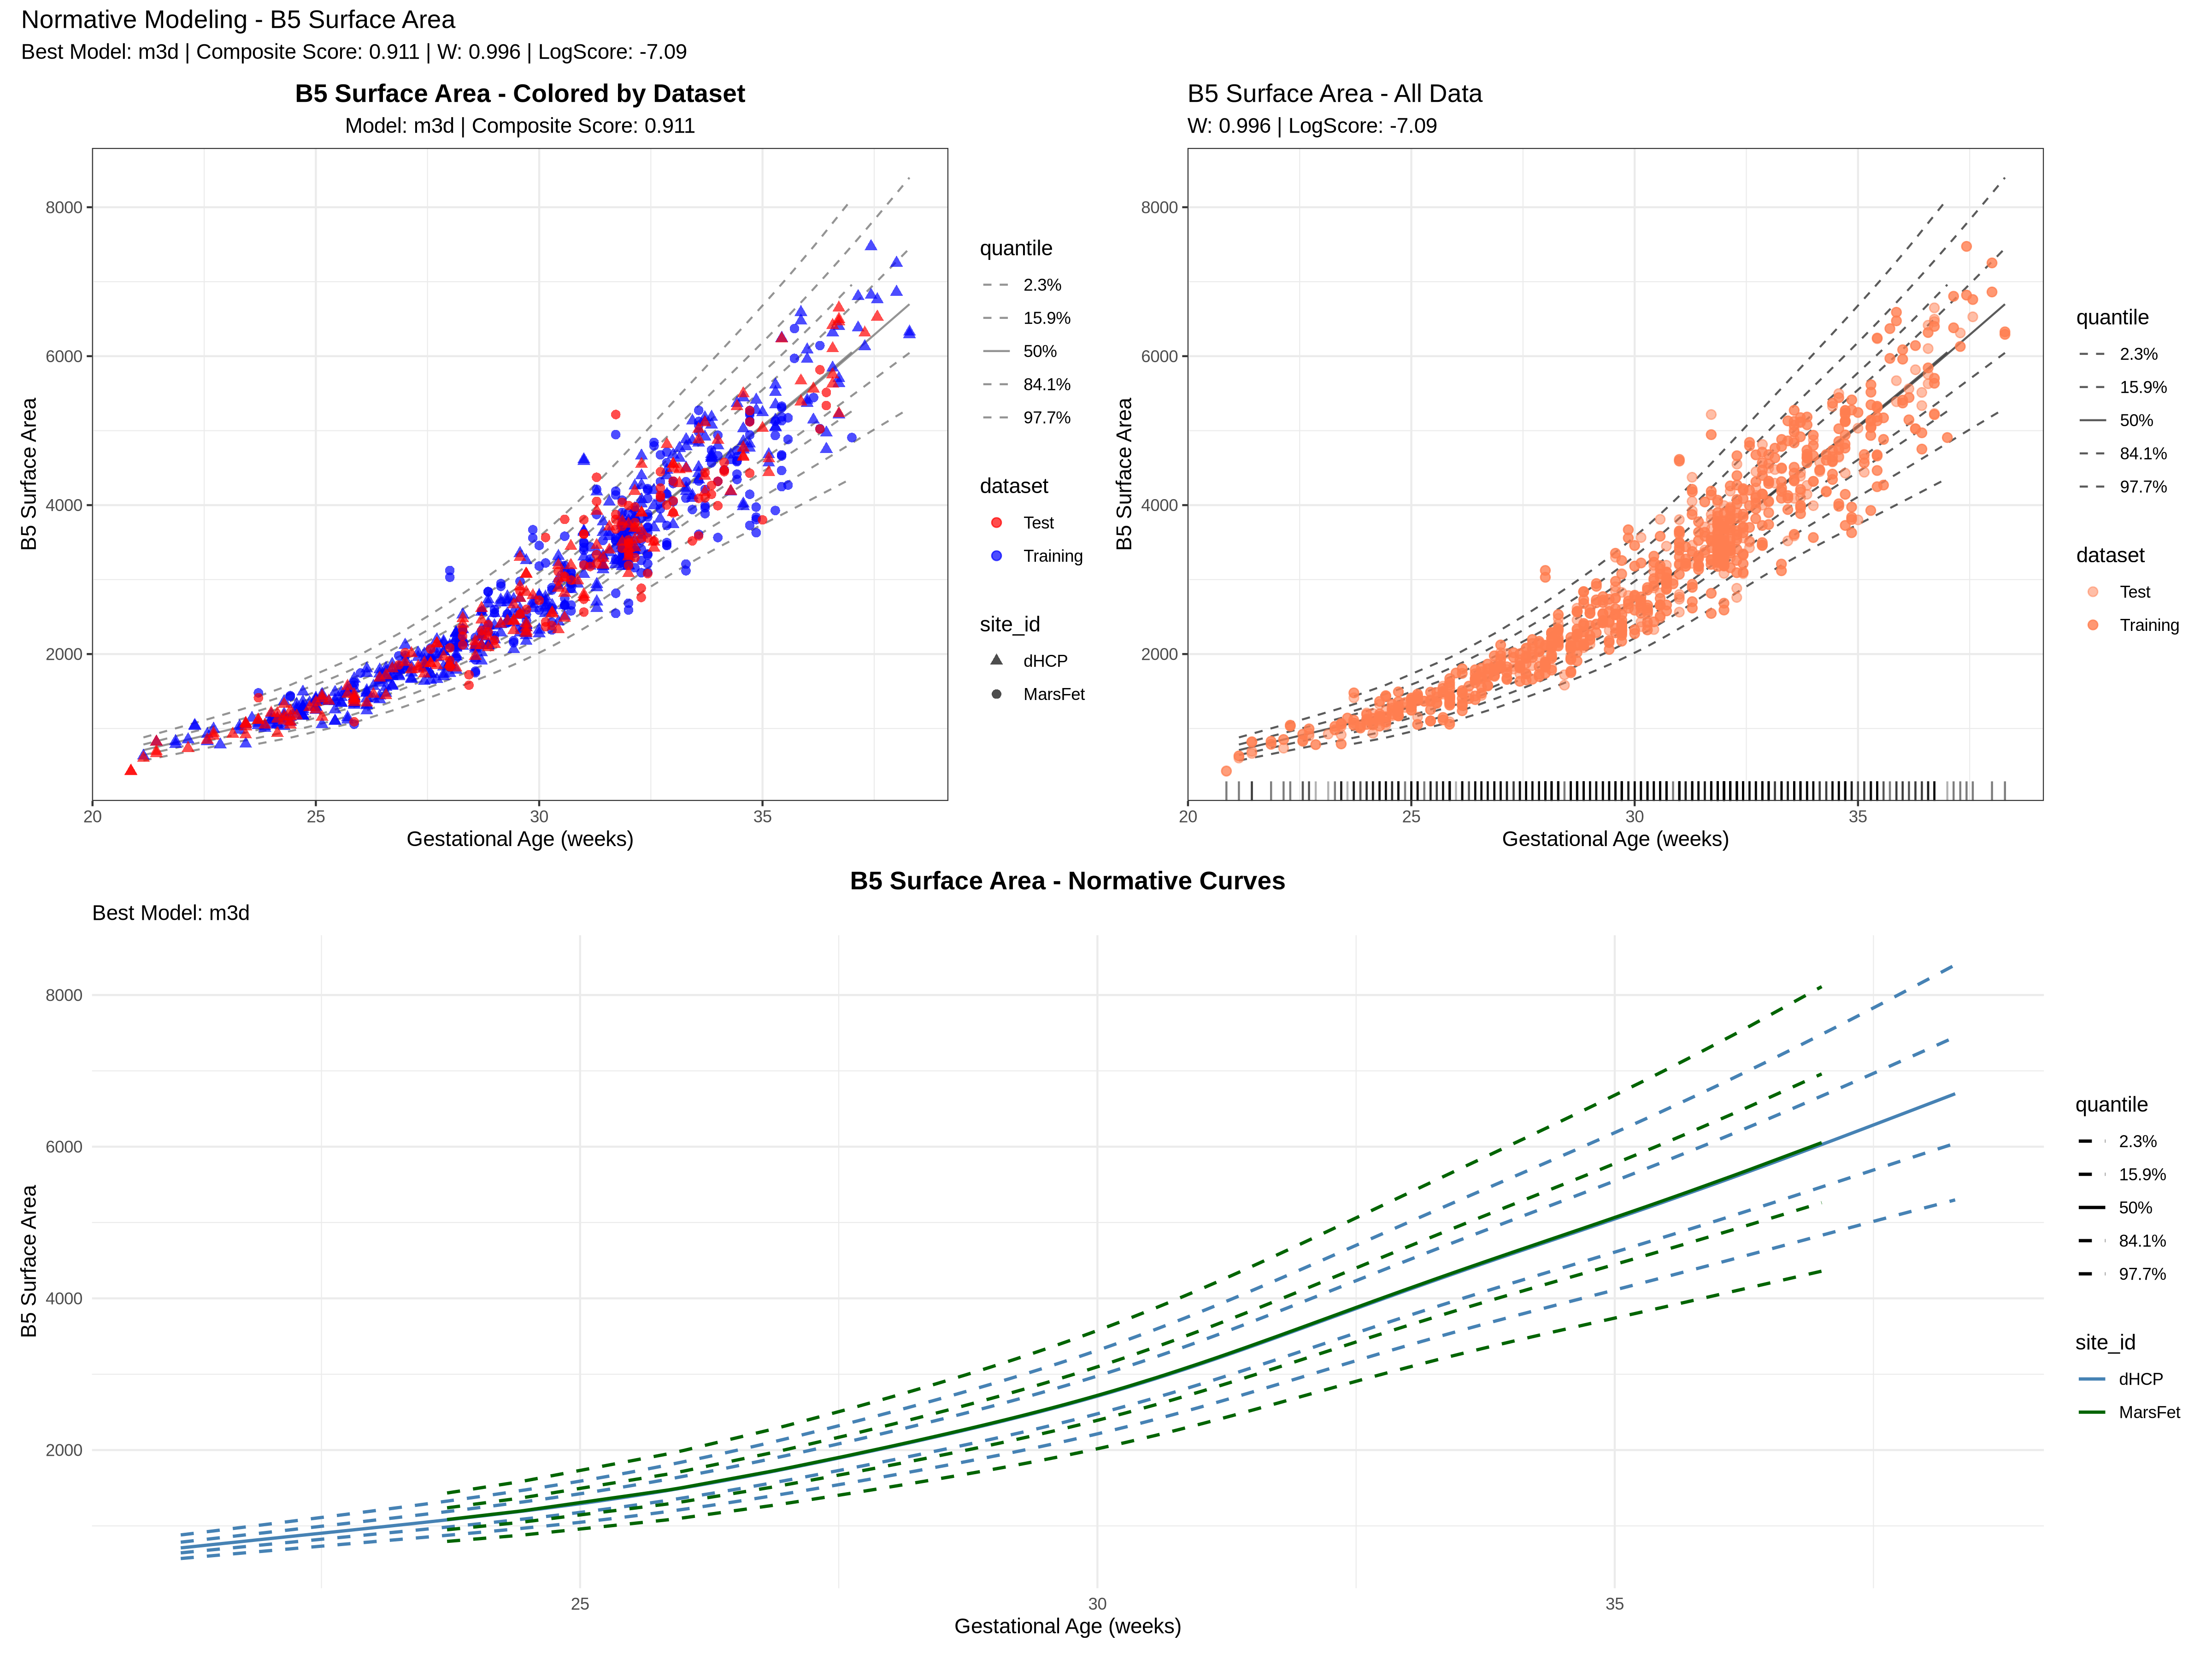 Normative Modeling - B5 Surface Area
Best Model: m3d | Composite Score: 0.911 | W: 0.996 | LogScore: -7.09
B5 Surface Area - Colored by Dataset
Model: m3d | Composite Score: 0.911
B5 Surface Area
8000
6000
4000
2000
20
25
30
35
Gestational Age (weeks)
quantile
2.3%
15.9%
50%
84.1%
97.7%
dataset
Test
Training
site_id
dHCP
MarsFet
B5 Surface Area - All Data
W: 0.996 | LogScore: -7.09
B5 Surface Area
8000
6000
4000
2000
20
25
30
35
Gestational Age (weeks)
quantile
2.3%
15.9%
50%
84.1%
97.7%
dataset
Test
Training
B5 Surface Area - Normative Curves
Best Model: m3d
B5 Surface Area
8000
6000
4000
2000
25
30
35
Gestational Age (weeks)
quantile
2.3%
15.9%
50%
84.1%
97.7%
site_id
dHCP
MarsFet